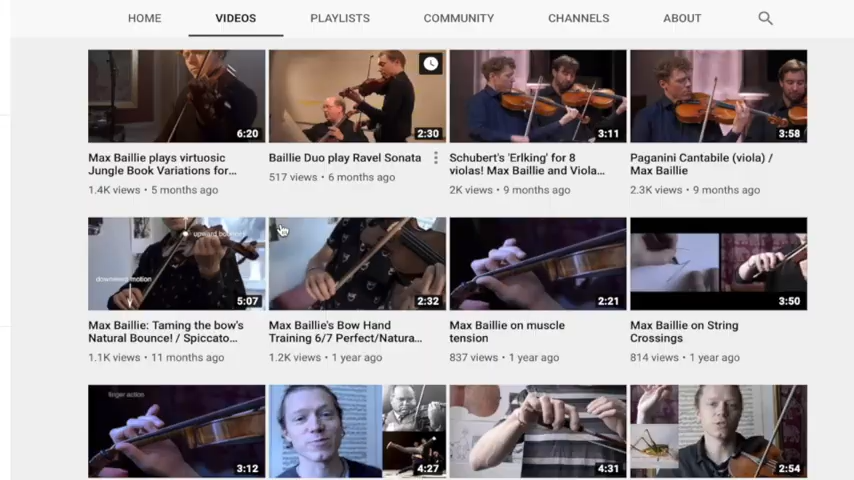 HOME VIDEOS PLAYLISTS COMMUNITY CHANNELS ABOUT
6:20
2:30
3:11
3:58
Max Baillie plays virtuosic
Jungle Book Variations for...
1.4K views • 5 months ago
Baillie Duo play Ravel Sonata
517 views • 6 months ago
Schubert's 'Erlking' for 8
violas! Max Baillie and Viola...
2K views • 9 months ago
Paganini Cantabile (viola) /
Max Baillie
2.3K views • 9 months ago
upward bounce
downward motion
5:07
2:32
2:21
3:50
Max Baillie: Taming the bow's
Natural Bounce! / Spiccato...
1.1K views • 11 months ago
Max Baillie's Bow Hand
Training 6/7 Perfect/Natura...
1.2K views • 1 year ago
Max Baillie on muscle
tension
837 views • 1 year ago
Max Baillie on String
Crossings
814 views • 1 year ago
finger action
3:12
4:27
4:31
2:54